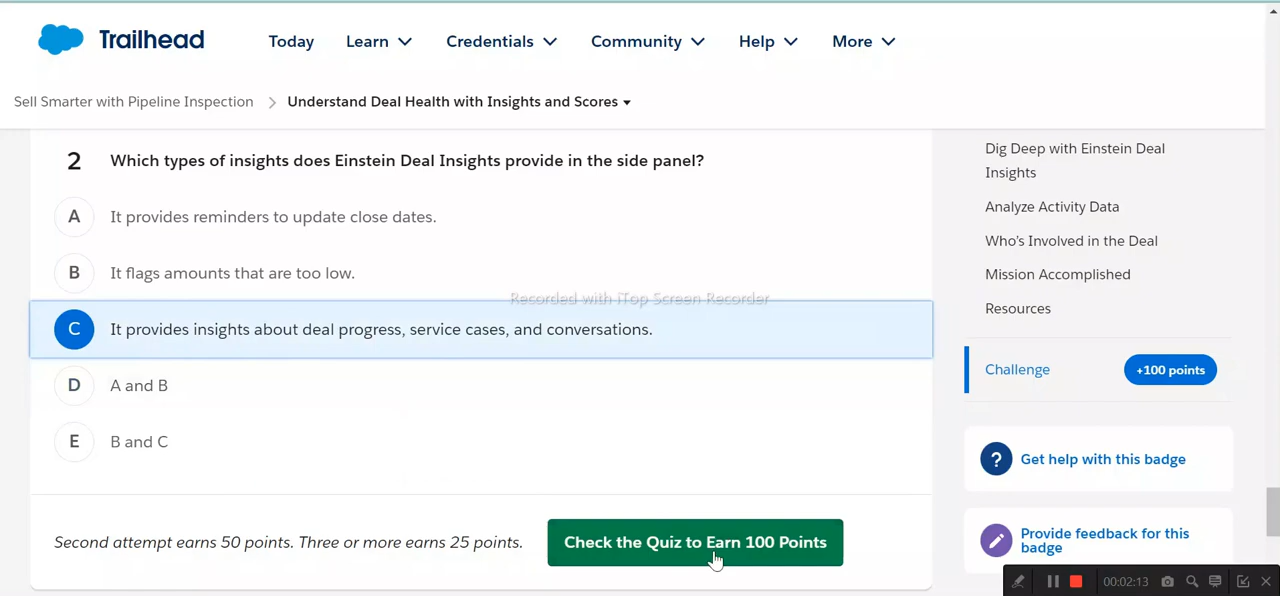 Trailhead
Today Learn Credentials Community Help More
Sell Smarter with Pipeline Inspection > Understand Deal Health with Insights and Scores
2 Which types of insights does Einstein Deal Insights provide in the side panel?
A It provides reminders to update close dates.
B It flags amounts that are too low.
Recorded with iTop Screen Recorder
C It provides insights about deal progress, service cases, and conversations.
D A and B
E B and C
Second attempt earns 50 points. Three or more earns 25 points.
Check the Quiz to Earn 100 Points
Dig Deep with Einstein Deal
Insights
Analyze Activity Data
Who's Involved in the Deal
Mission Accomplished
Resources
Challenge +100 points
? Get help with this badge
Provide feedback for this
badge
00:02:13